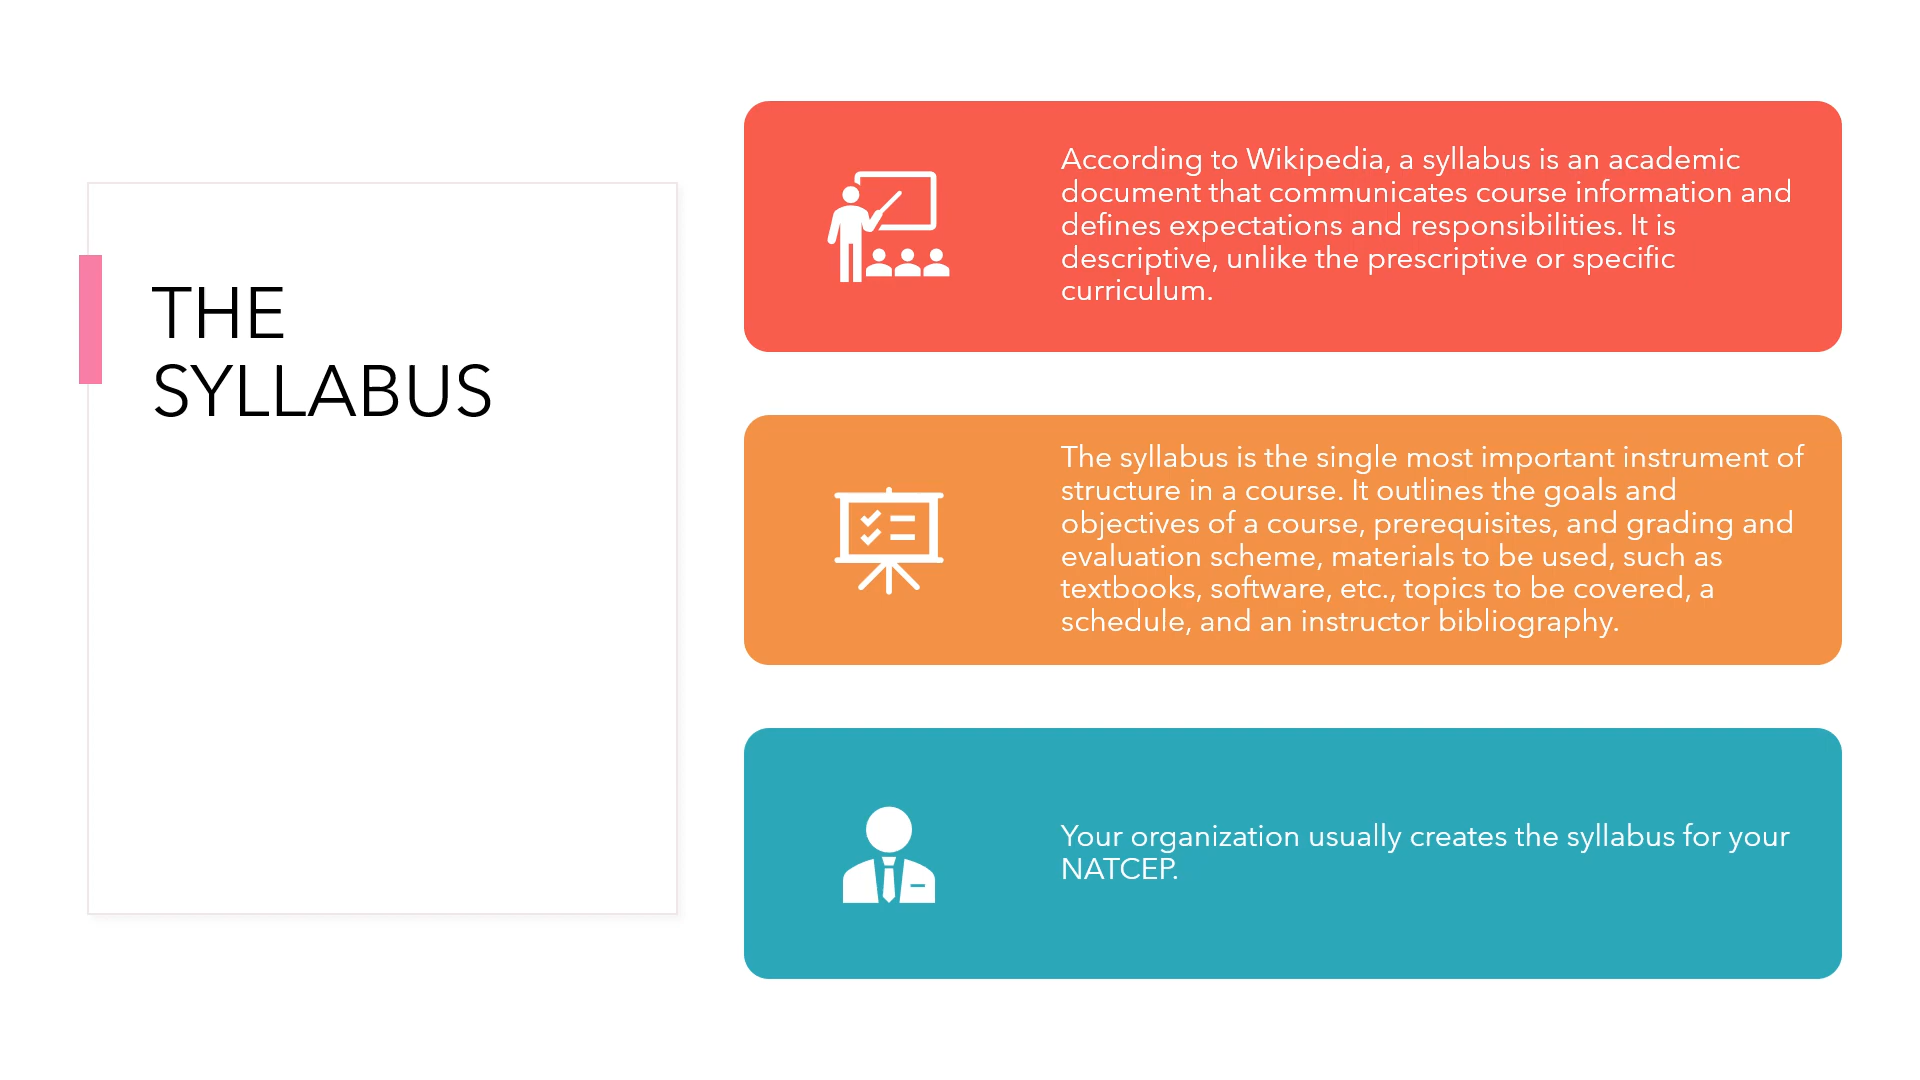 THE
SYLLABUS
According to Wikipedia, a syllabus is an academic
document that communicates course information and
defines expectations and responsibilities. It is
descriptive, unlike the prescriptive or specific
curriculum.
The syllabus is the single most important instrument of
structure in a course. It outlines the goals and
objectives of a course, prerequisites, and grading and
evaluation scheme, materials to be used, such as
textbooks, software, etc., topics to be covered, a
schedule, and an instructor bibliography.
Your organization usually creates the syllabus for your
NATCEP.